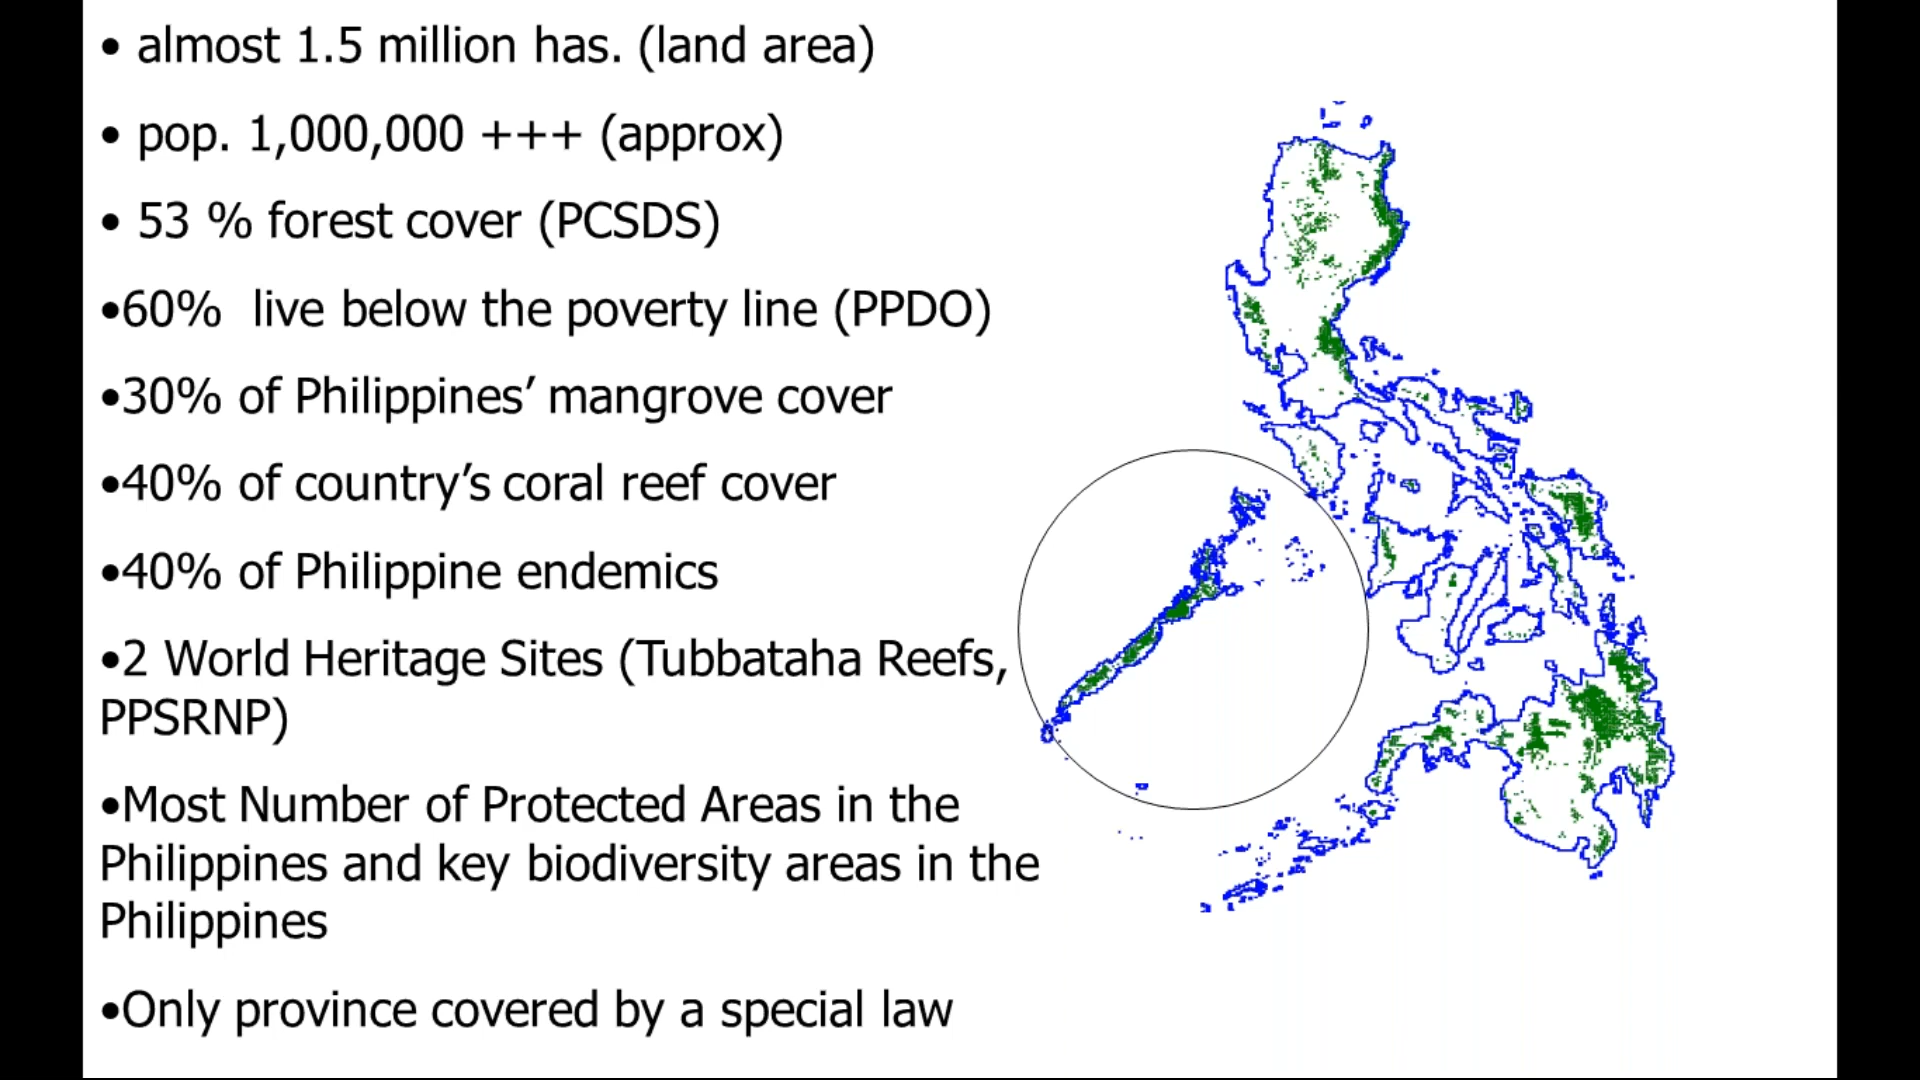 • almost 1.5 million has. (land area)
• pop. 1,000,000 +++ (approx)
• 53 % forest cover (PCSDS)
•60%  live below the poverty line (PPDO)
•30% of Philippines’ mangrove cover
•40% of country’s coral reef cover
•40% of Philippine endemics
•2 World Heritage Sites (Tubbataha Reefs,
PPSRNP)
•Most Number of Protected Areas in the
Philippines and key biodiversity areas in the
Philippines
•Only province covered by a special law